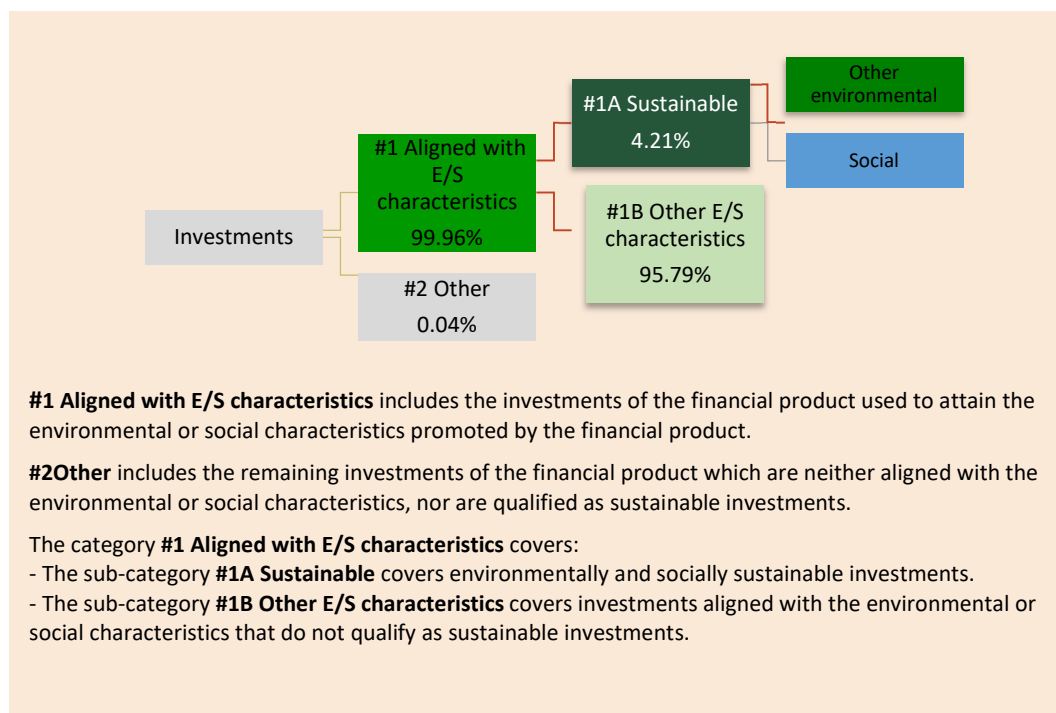 Investments
#1 Aligned with
E/S
characteristics
99.96%
#2 Other
0.04%
#1A Sustainable
4.21%
#1B Other E/S
characteristics
95.79%
Other
environmental
Social
#1 Aligned with E/S characteristics includes the investments of the financial product used to attain the
environmental or social characteristics promoted by the financial product.
#2Other includes the remaining investments of the financial product which are neither aligned with the
environmental or social characteristics, nor are qualified as sustainable investments.
The category #1 Aligned with E/S characteristics covers:
- The sub-category #1A Sustainable covers environmentally and socially sustainable investments.
- The sub-category #1B Other E/S characteristics covers investments aligned with the environmental or
social characteristics that do not qualify as sustainable investments.